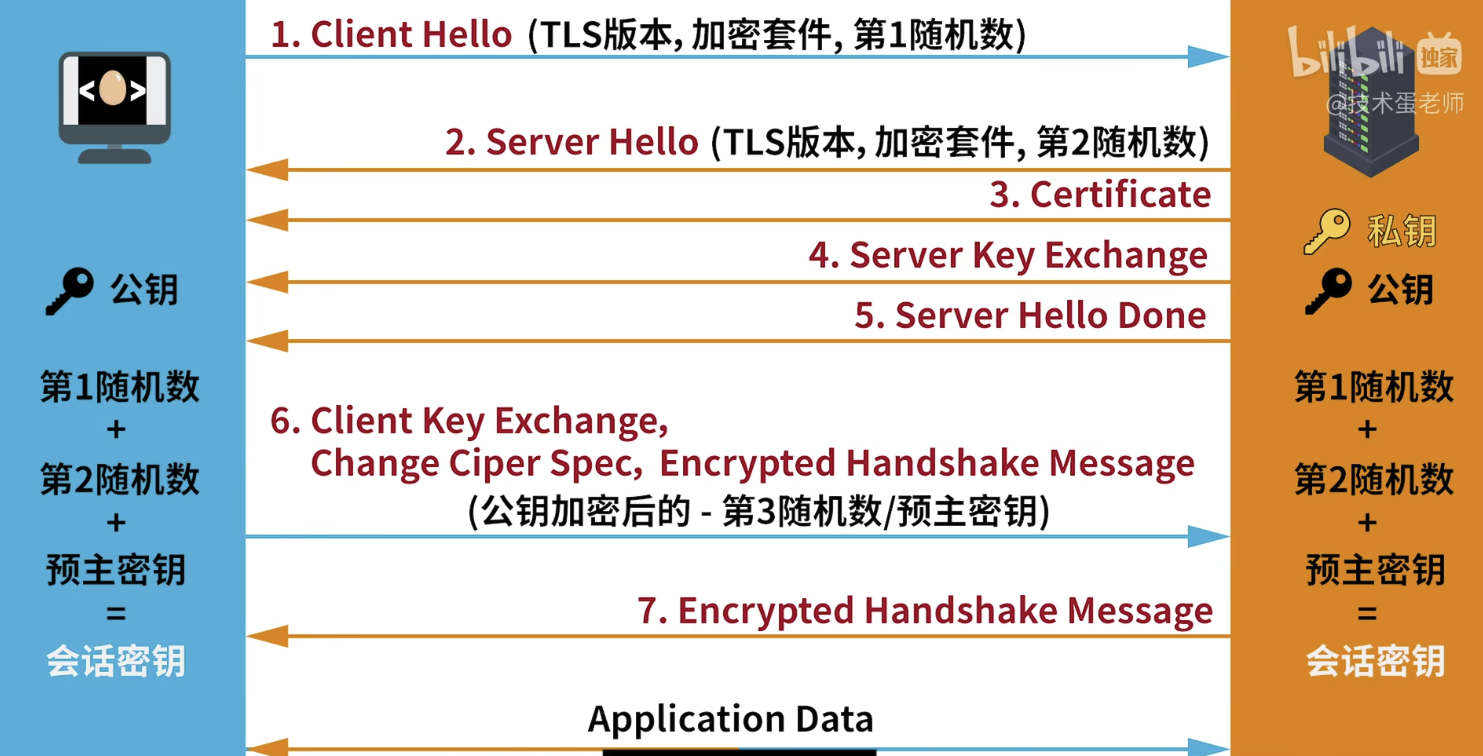 1. Client Hello (TLS版本, 加密套件, 第1随机数)
bilibili 独家
@技术蛋老师
< >
2. Server Hello (TLS版本, 加密套件, 第2随机数)
3. Certificate
私钥
4. Server Key Exchange
公钥
公钥
5. Server Hello Done
第1随机数
+
第2随机数
+
预主密钥
=
会话密钥
6. Client Key Exchange,
Change Ciper Spec, Encrypted Handshake Message
(公钥加密后的 - 第3随机数/预主密钥)
7. Encrypted Handshake Message
第1随机数
+
第2随机数
+
预主密钥
=
会话密钥
Application Data